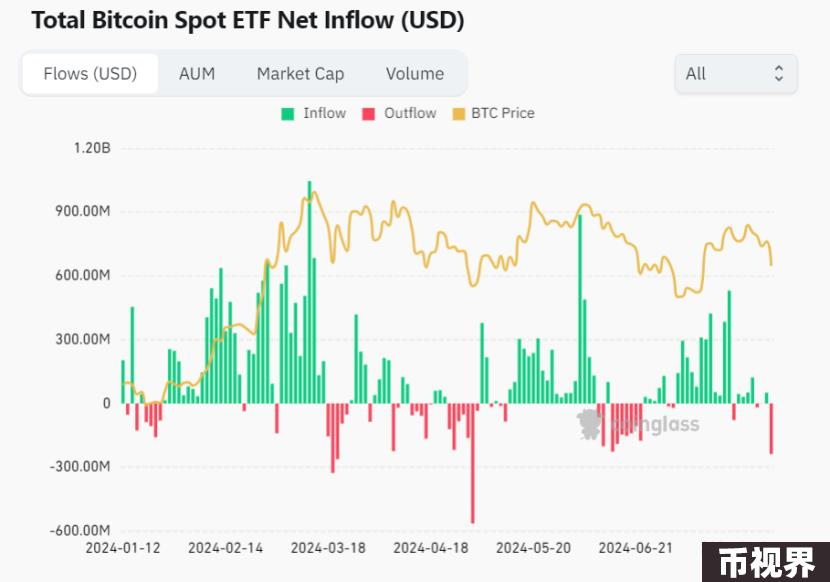 Total Bitcoin Spot ETF Net Inflow (USD)
Flows (USD) AUM Market Cap Volume All
Inflow Outflow BTC Price
1.20B
900.00M
600.00M
300.00M
0
-300.00M
-600.00M
coinglass
2024-01-12 2024-02-14 2024-03-18 2024-04-18 2024-05-20 2024-06-21
币视界